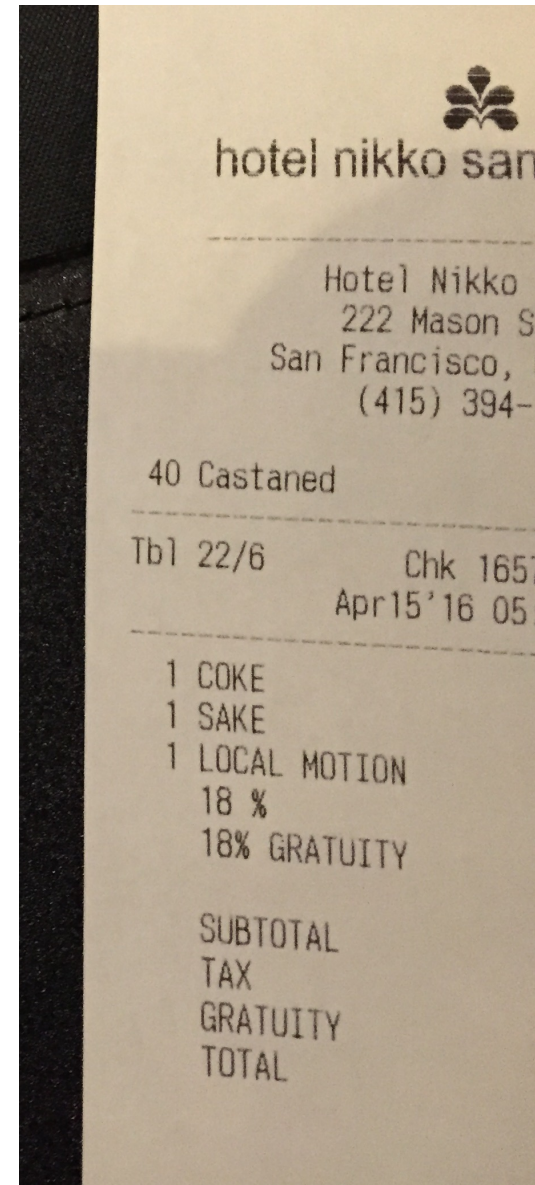 hotel nikko san
Hotel Nikko
222 Mason S
San Francisco,
(415) 394-
40 Castaned
Tbl 22/6 Chk 1657
Apr15'16 05
1 COKE
1 SAKE
1 LOCAL MOTION
18 %
18% GRATUITY
SUBTOTAL
TAX
GRATUITY
TOTAL